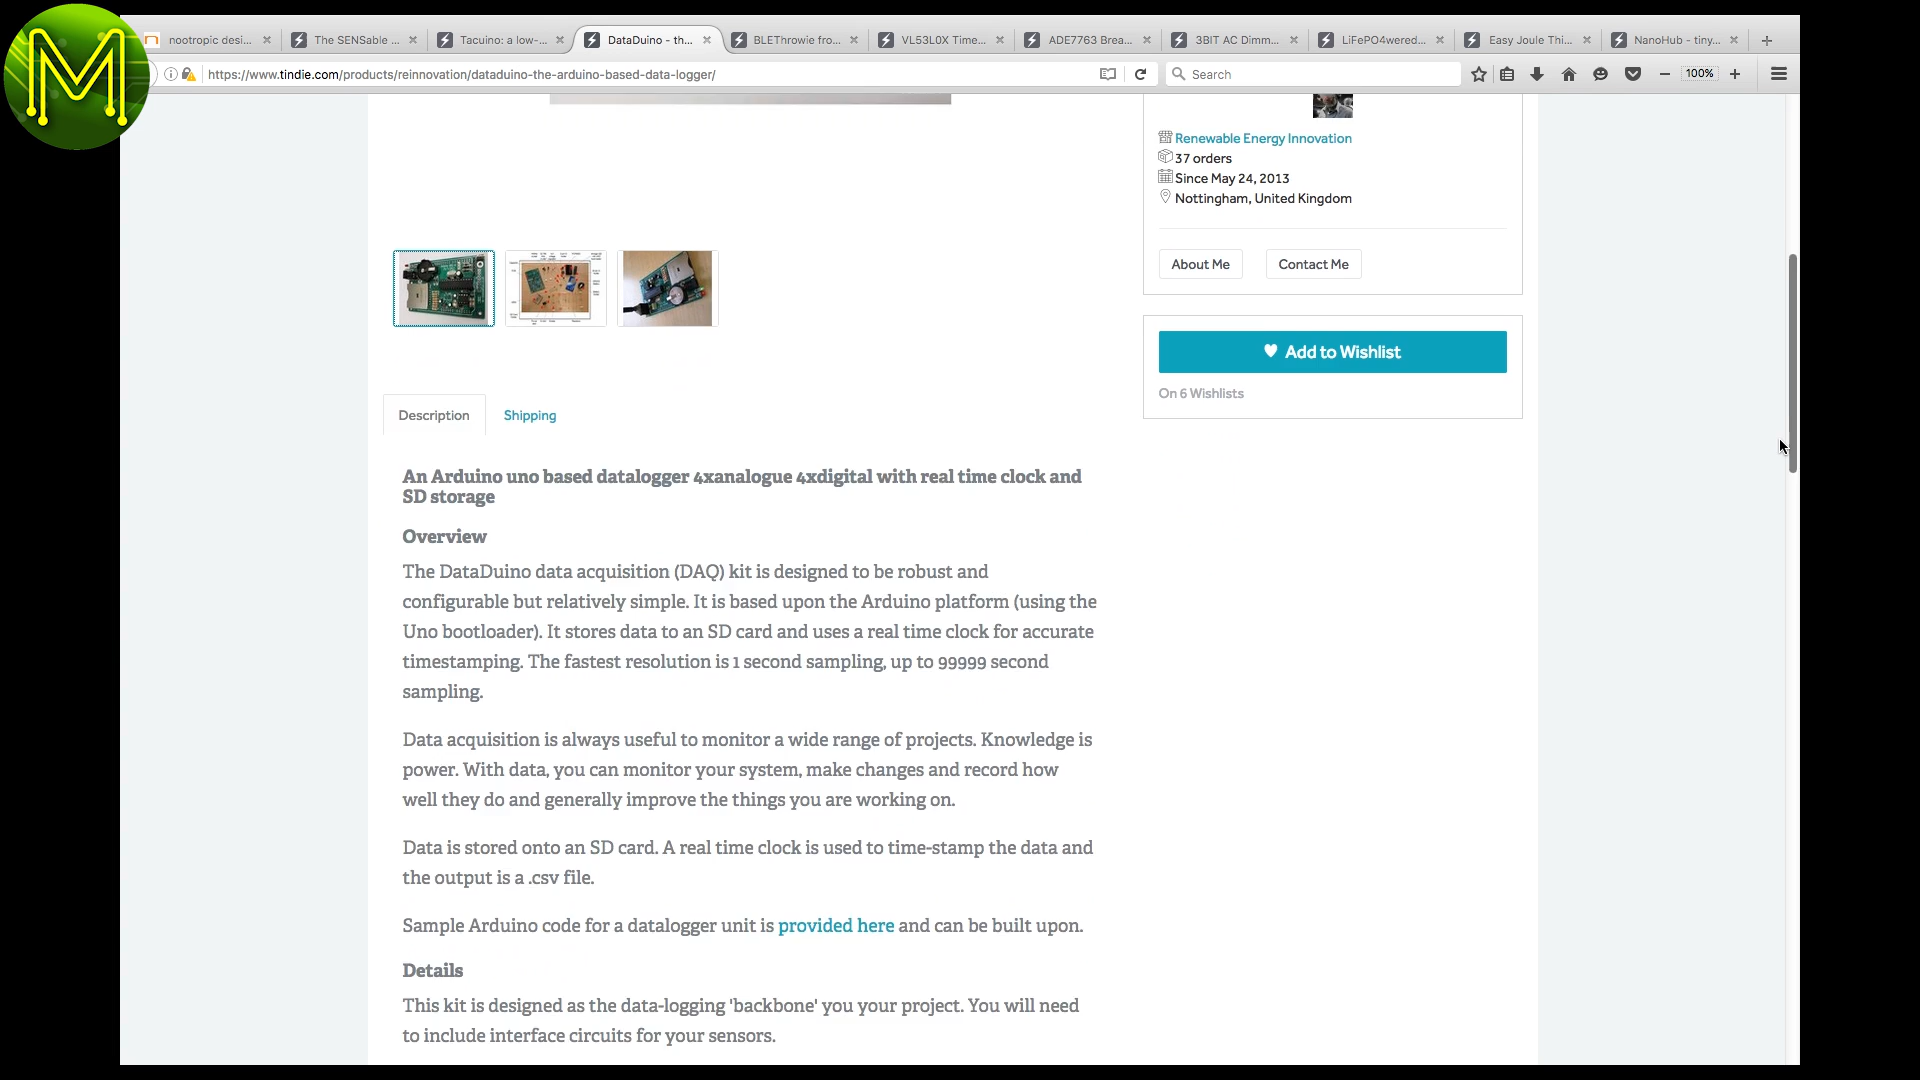 M
nootropic desi...
The SENSable ...
Tacuino: a low-...
DataDuino - th...
BLEThrowie fro...
VL53L0X Time...
ADE7763 Brea...
3BIT AC Dimm...
LiFePO4wered...
Easy Joule Thi...
NanoHub - tiny...
https://www.tindie.com/products/reinnovation/dataduino-the-arduino-based-data-logger/
Search
100%
Renewable Energy Innovation
37 orders
Since May 24, 2013
Nottingham, United Kingdom
About Me
Contact Me
Add to Wishlist
On 6 Wishlists
Description
Shipping
An Arduino uno based datalogger 4xanalogue 4xdigital with real time clock and
SD storage
Overview
The DataDuino data acquisition (DAQ) kit is designed to be robust and
configurable but relatively simple. It is based upon the Arduino platform (using the
Uno bootloader). It stores data to an SD card and uses a real time clock for accurate
timestamping. The fastest resolution is 1 second sampling, up to 99999 second
sampling.
Data acquisition is always useful to monitor a wide range of projects. Knowledge is
power. With data, you can monitor your system, make changes and record how
well they do and generally improve the things you are working on.
Data is stored onto an SD card. A real time clock is used to time-stamp the data and
the output is a .csv file.
Sample Arduino code for a datalogger unit is provided here and can be built upon.
Details
This kit is designed as the data-logging 'backbone' you your project. You will need
to include interface circuits for your sensors.